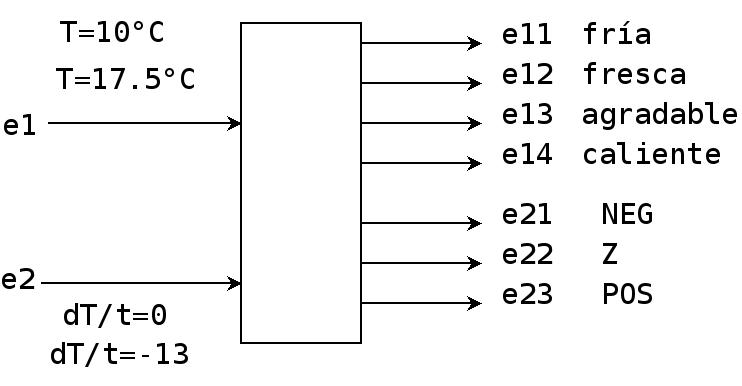 T=10°C
T=17.5°C
e1
e2
dT/t=0
dT/t=-13
e11 fría
e12 fresca
e13 agradable
e14 caliente
e21 NEG
e22 Z
e23 POS